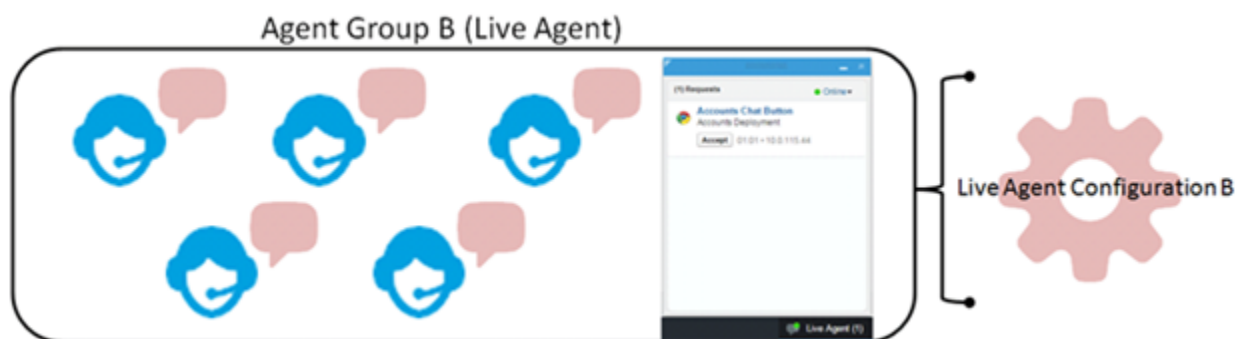 Agent Group B (Live Agent)
(1) Requests
Online
Accounts Chat Button
Accounts Deployment
Accept 01:01 • 10.0.115.44
Live Agent Configuration B
Live Agent (1)